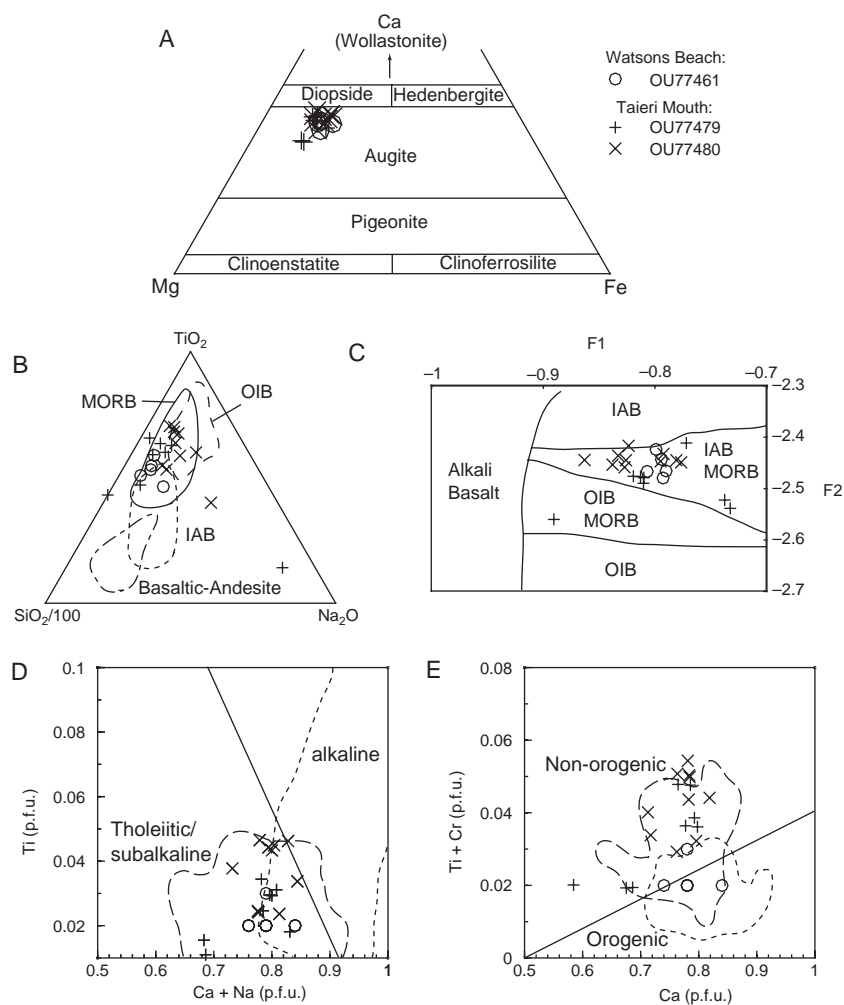 A
Ca
(Wollastonite)
Diopside
Hedenbergite
Augite
Pigeonite
Clinoenstatite
Clinoferrosilite
Mg
Fe
Watsons Beach:
OU77461
Taieri Mouth:
OU77479
OU77480
B
TiO2
MORB
OIB
IAB
Basaltic-Andesite
SiO2/100
Na2O
C
F1
−1
−0.9
−0.8
−0.7
−2.3
−2.4
−2.5
−2.6
−2.7
F2
IAB
IAB
MORB
Alkali
Basalt
OIB
MORB
OIB
D
0.1
0.08
0.06
0.04
0.02
Ti (p.f.u.)
alkaline
Tholeiitic/
subalkaline
0.5
0.6
0.7
0.8
0.9
1
Ca + Na (p.f.u.)
E
0.08
0.06
0.04
0.02
0
Ti + Cr (p.f.u.)
Non-orogenic
Orogenic
0.5
0.6
0.7
0.8
0.9
1
Ca (p.f.u.)